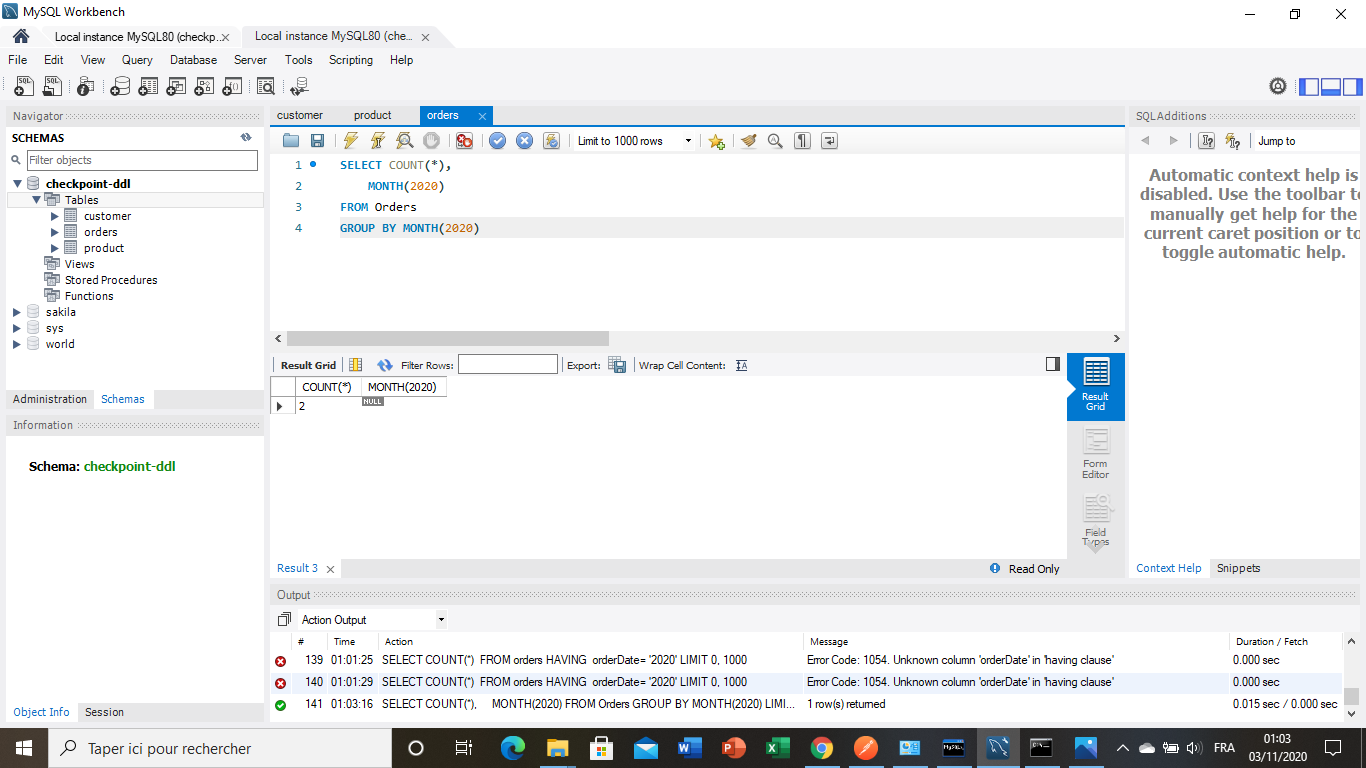 MySQL Workbench
Local instance MySQL80 (checkp...
Local instance MySQL80 (che...
File Edit View Query Database Server Tools Scripting Help
Navigator
SCHEMAS
Filter objects
checkpoint-ddl
Tables
customer
orders
product
Views
Stored Procedures
Functions
sakila
sys
world
Administration Schemas
Information
Schema: checkpoint-ddl
Object Info Session
customer product orders
Limit to 1000 rows
1 SELECT COUNT(*),
2 MONTH(2020)
3 FROM Orders
4 GROUP BY MONTH(2020)
Result Grid Filter Rows: Export: Wrap Cell Content:
COUNT(*) MONTH(2020)
2 NULL
Result Grid
Form Editor
Field Types
Result 3
Read Only
SQLAdditions
Jump to
Automatic context help is
disabled. Use the toolbar to
manually get help for the
current caret position or to
toggle automatic help.
Context Help Snippets
Output
Action Output
# Time Action Message Duration / Fetch
139 01:01:25 SELECT COUNT(*) FROM orders HAVING orderDate= '2020' LIMIT 0, 1000 Error Code: 1054. Unknown column 'orderDate' in 'having clause' 0.000 sec
140 01:01:29 SELECT COUNT(*) FROM orders HAVING orderDate= '2020' LIMIT 0, 1000 Error Code: 1054. Unknown column 'orderDate' in 'having clause' 0.000 sec
141 01:03:16 SELECT COUNT(*), MONTH(2020) FROM Orders GROUP BY MONTH(2020) LIMI... 1 row(s) returned 0.015 sec / 0.000 sec
Taper ici pour rechercher
FRA
01:03
03/11/2020